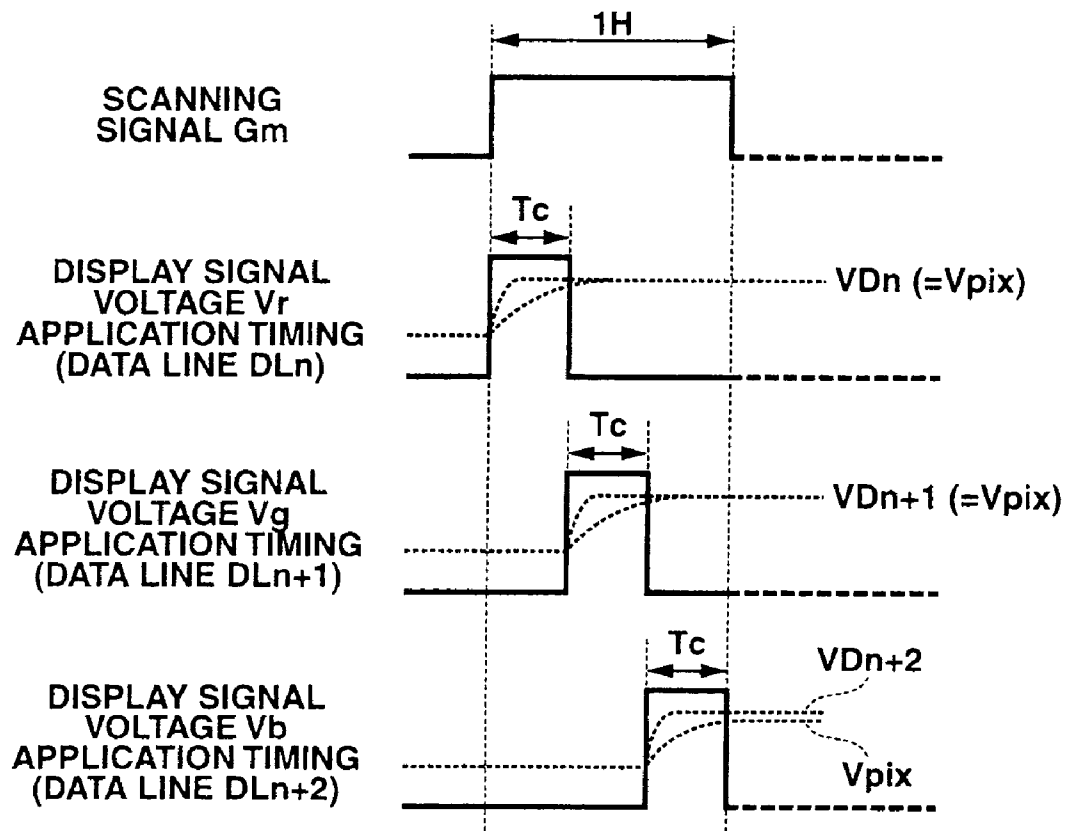 1H
SCANNING
SIGNAL Gm
Tc
DISPLAY SIGNAL
VOLTAGE Vr
APPLICATION TIMING
(DATA LINE DLn)
VDn (=Vpix)
Tc
DISPLAY SIGNAL
VOLTAGE Vg
APPLICATION TIMING
(DATA LINE DLn+1)
VDn+1 (=Vpix)
Tc
VDn+2
DISPLAY SIGNAL
VOLTAGE Vb
APPLICATION TIMING
(DATA LINE DLn+2)
Vpix